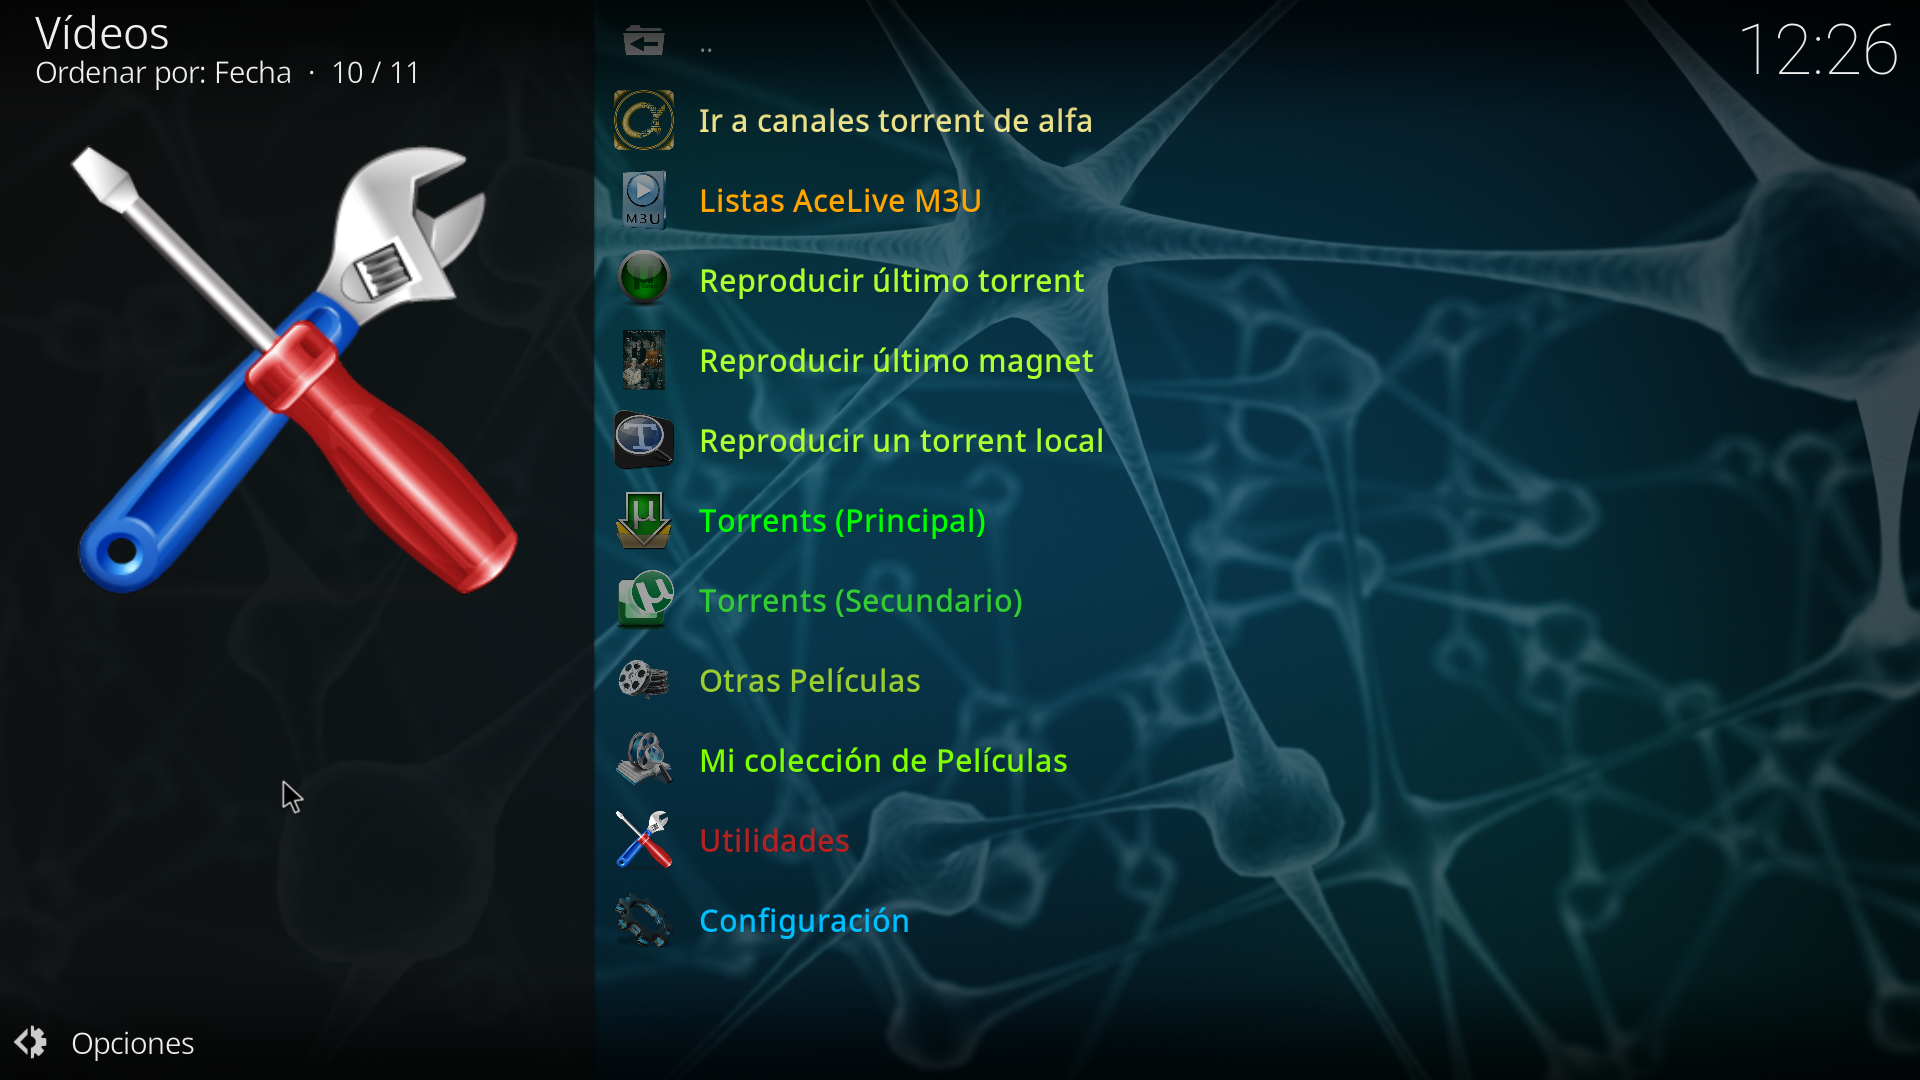 Vídeos
Ordenar por: Fecha · 10 / 11
12:26
..
Ir a canales torrent de alfa
M3U
Listas AceLive M3U
Reproducir último torrent
Reproducir último magnet
T
Reproducir un torrent local
µ
Torrents (Principal)
µ
Torrents (Secundario)
Otras Películas
Mi colección de Películas
Utilidades
Configuración
Opciones